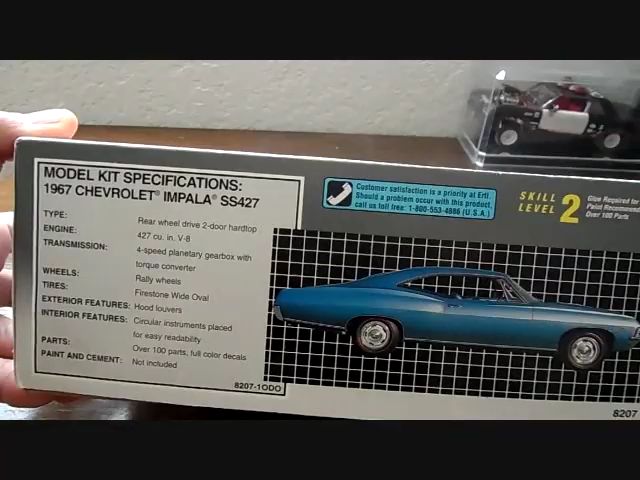 MODEL KIT SPECIFICATIONS:
1967 CHEVROLET® IMPALA® SS427
TYPE: Rear wheel drive 2-door hardtop
ENGINE: 427 cu. in. V-8
TRANSMISSION: 4-speed planetary gearbox with
torque converter
WHEELS: Rally wheels
TIRES: Firestone Wide Oval
EXTERIOR FEATURES: Hood louvers
INTERIOR FEATURES: Circular instruments placed
for easy readability
PARTS: Over 100 parts, full color decals
PAINT AND CEMENT: Not included
8207-1ODO
Customer satisfaction is a priority at Ertl.
Should a problem occur with this product,
call us toll free: 1-800-553-4886 (U.S.A.)
SKILL
LEVEL 2
Glue Required for
Paint Recommend
Over 100 Parts
8207